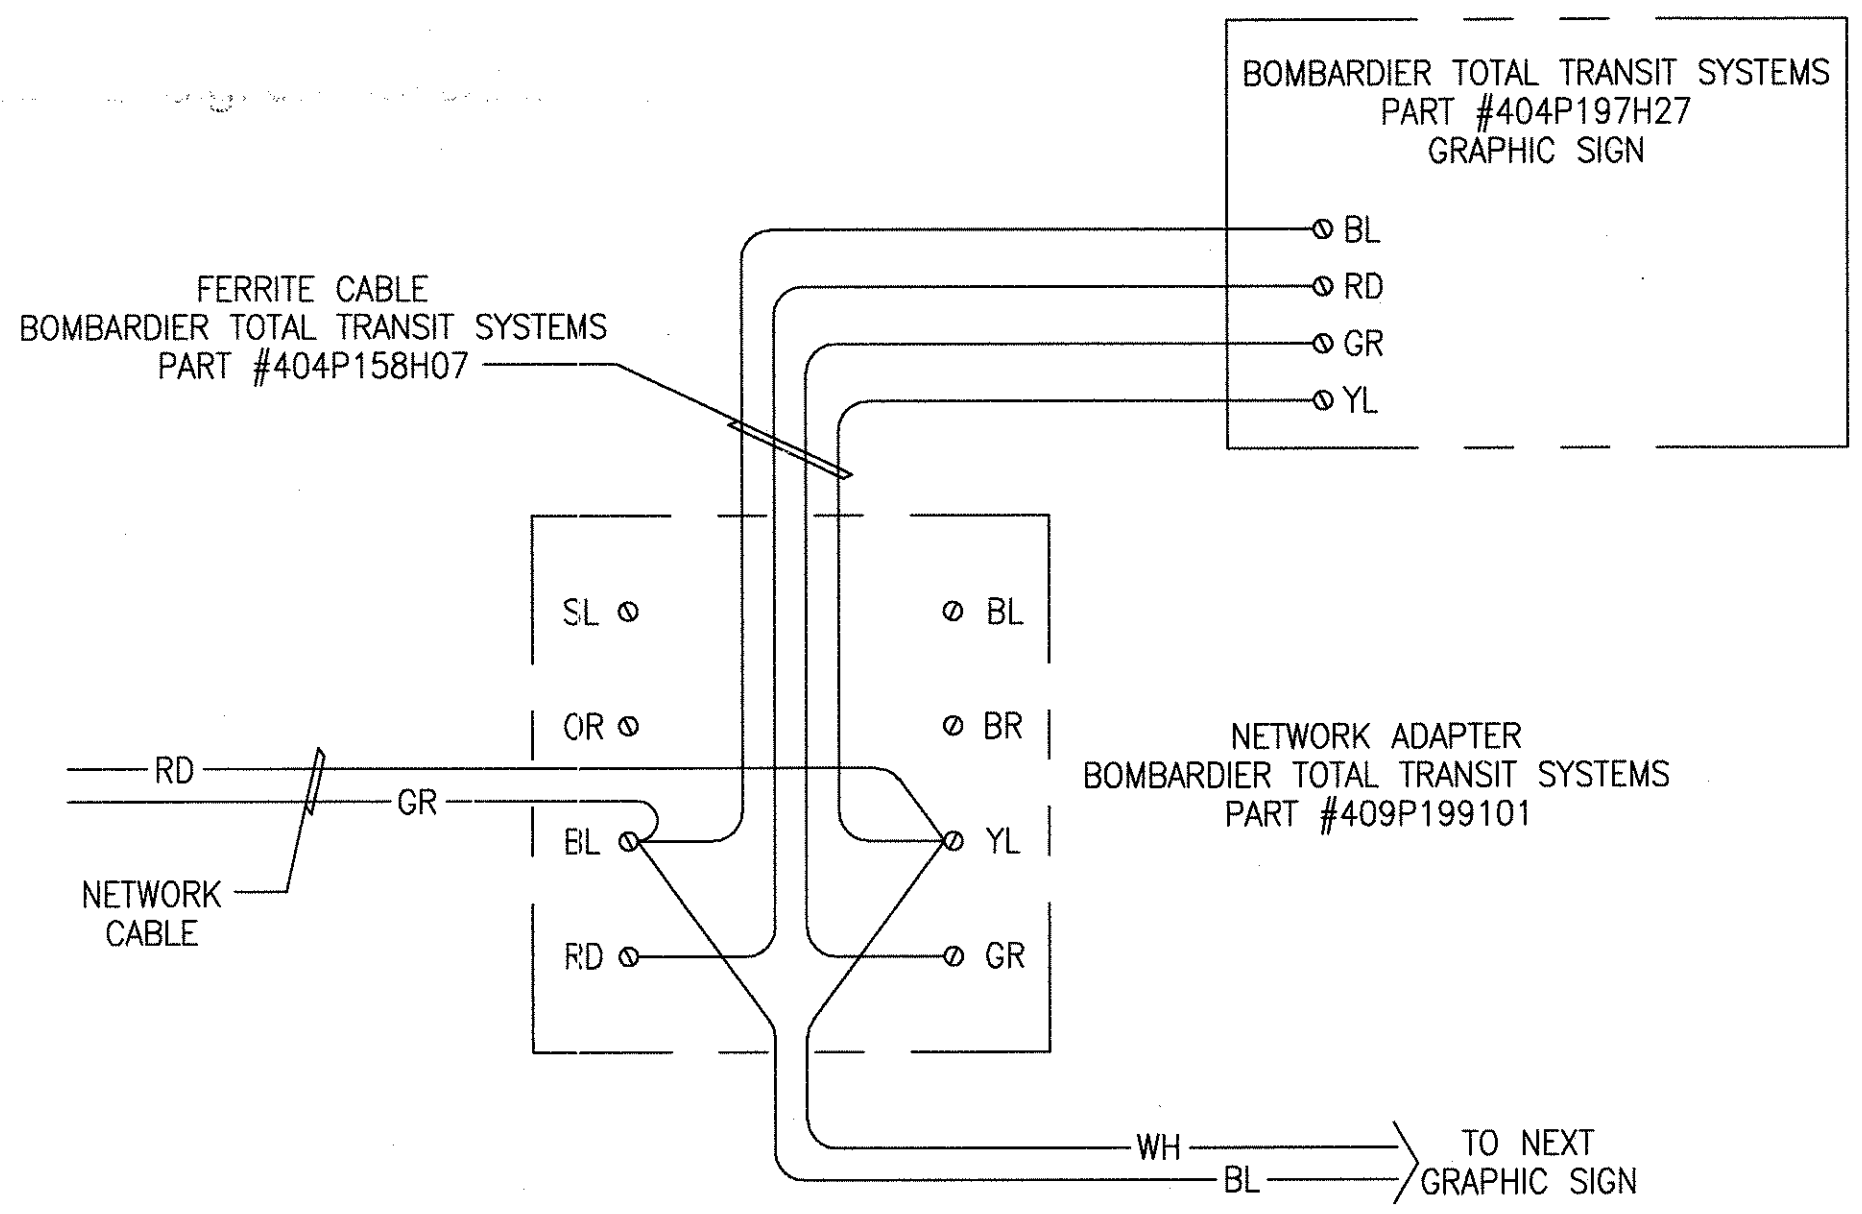 BOMBARDIER TOTAL TRANSIT SYSTEMS
PART #404P197H27
GRAPHIC SIGN
BL
RD
GR
YL
FERRITE CABLE
BOMBARDIER TOTAL TRANSIT SYSTEMS
PART #404P158H07
SL
BL
OR
BR
NETWORK ADAPTER
BOMBARDIER TOTAL TRANSIT SYSTEMS
PART #409P199101
RD
GR
BL
YL
NETWORK
CABLE
RD
GR
WH
BL
TO NEXT
GRAPHIC SIGN